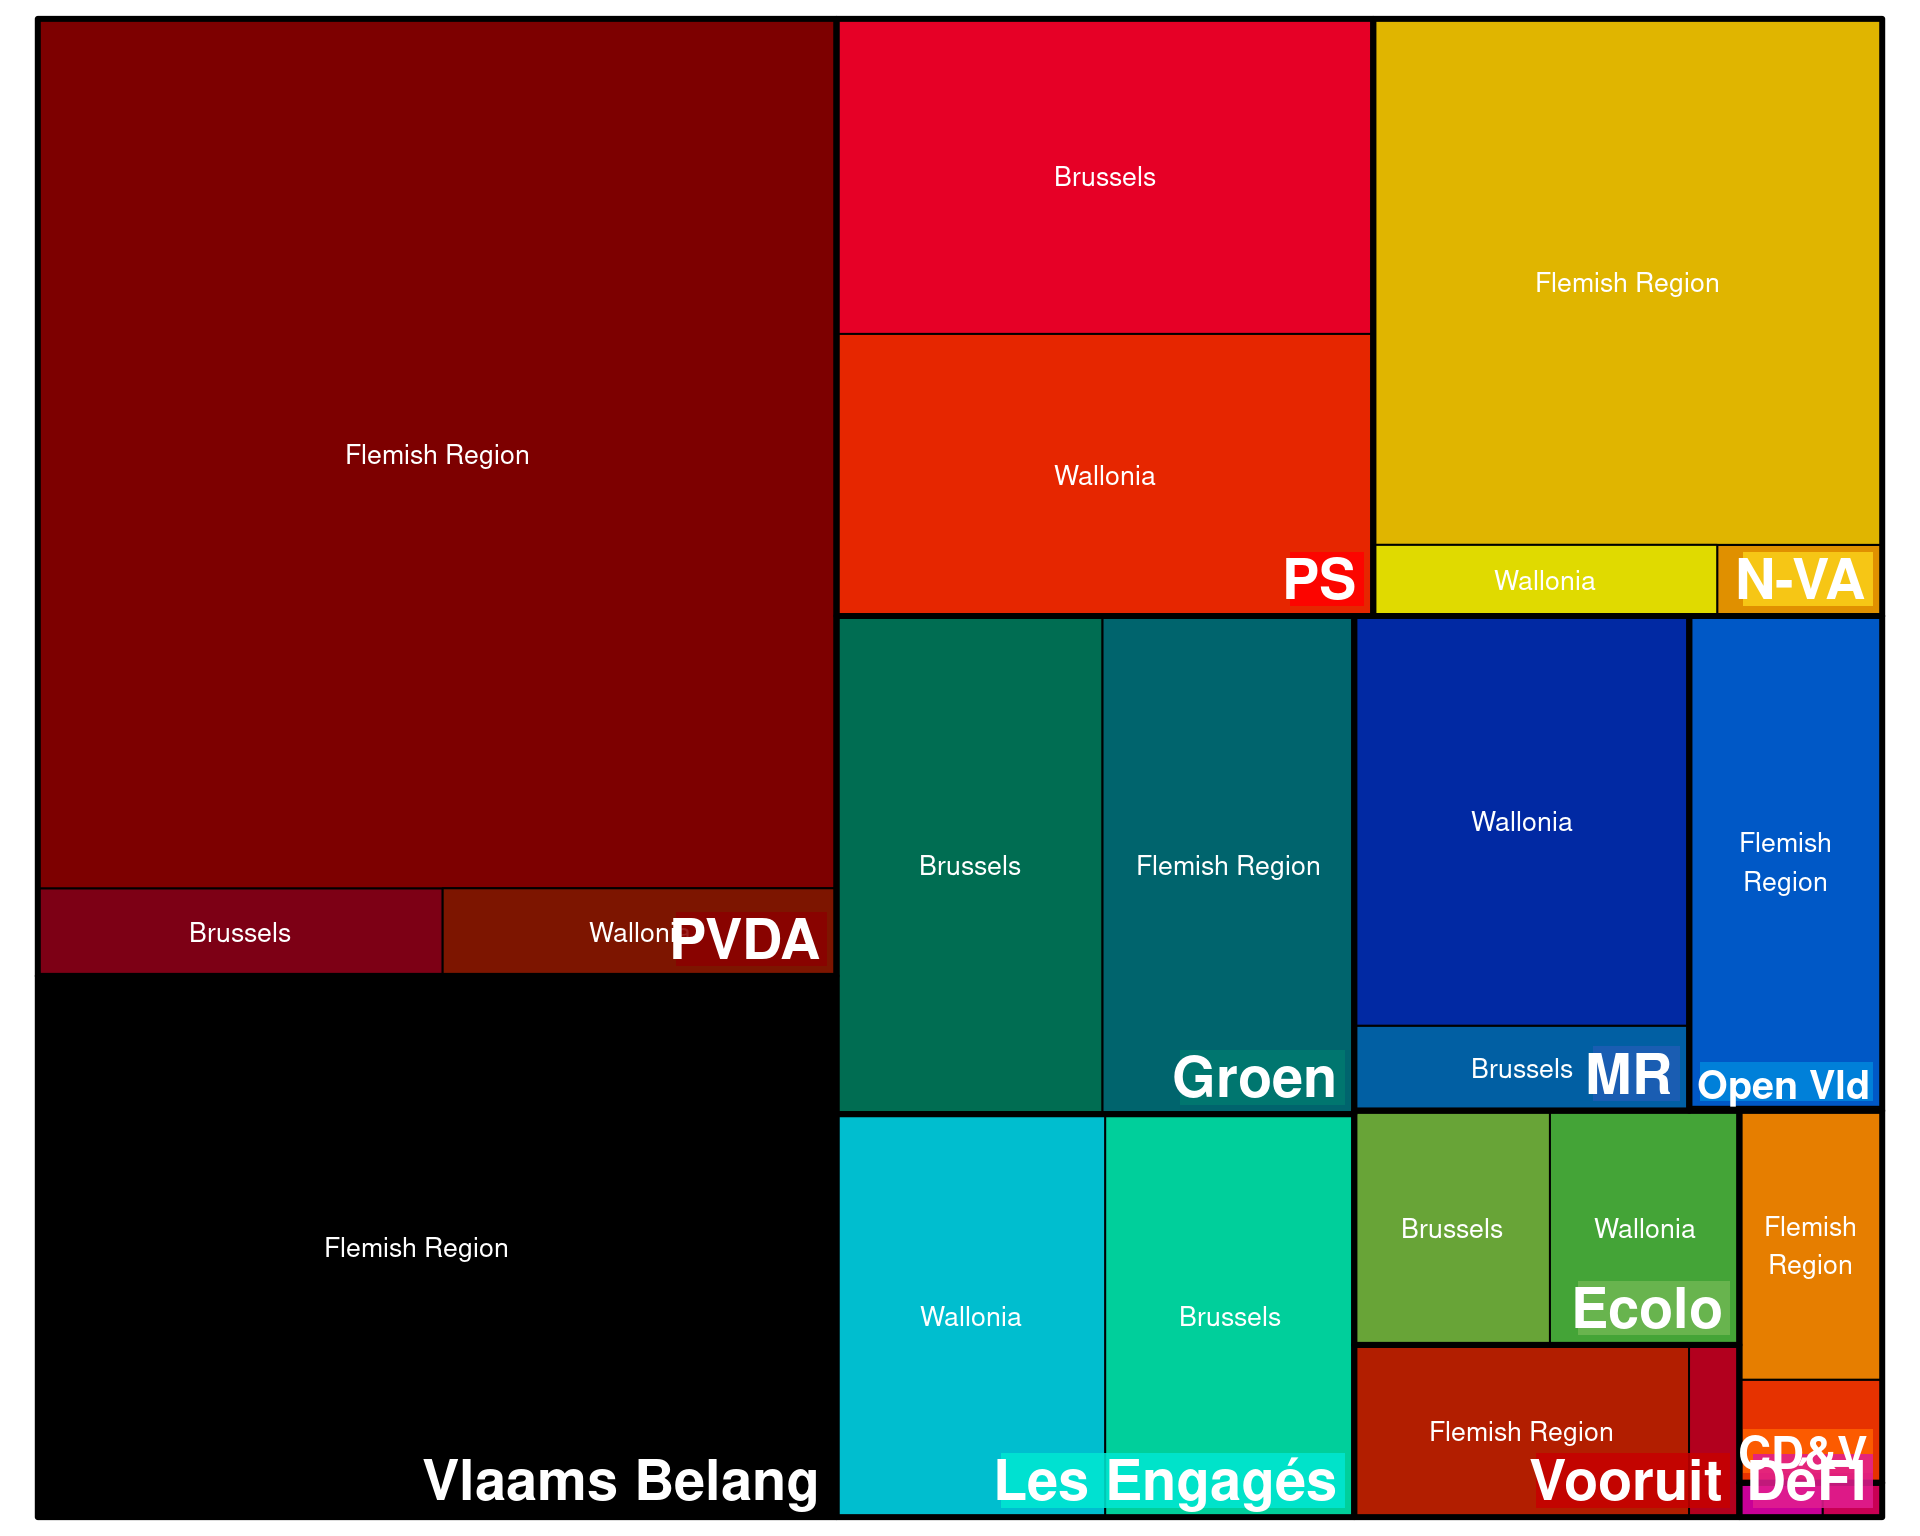 Flemish Region
Brussels
Wallonia
PVDA
Flemish Region
Vlaams Belang
Brussels
Wallonia
PS
Flemish Region
Wallonia
N-VA
Brussels
Flemish Region
Groen
Wallonia
Brussels
MR
Flemish
Region
Open Vld
Wallonia
Brussels
Les Engagés
Brussels
Wallonia
Ecolo
Flemish Region
Vooruit
Flemish
Region
CD&V
DéFI